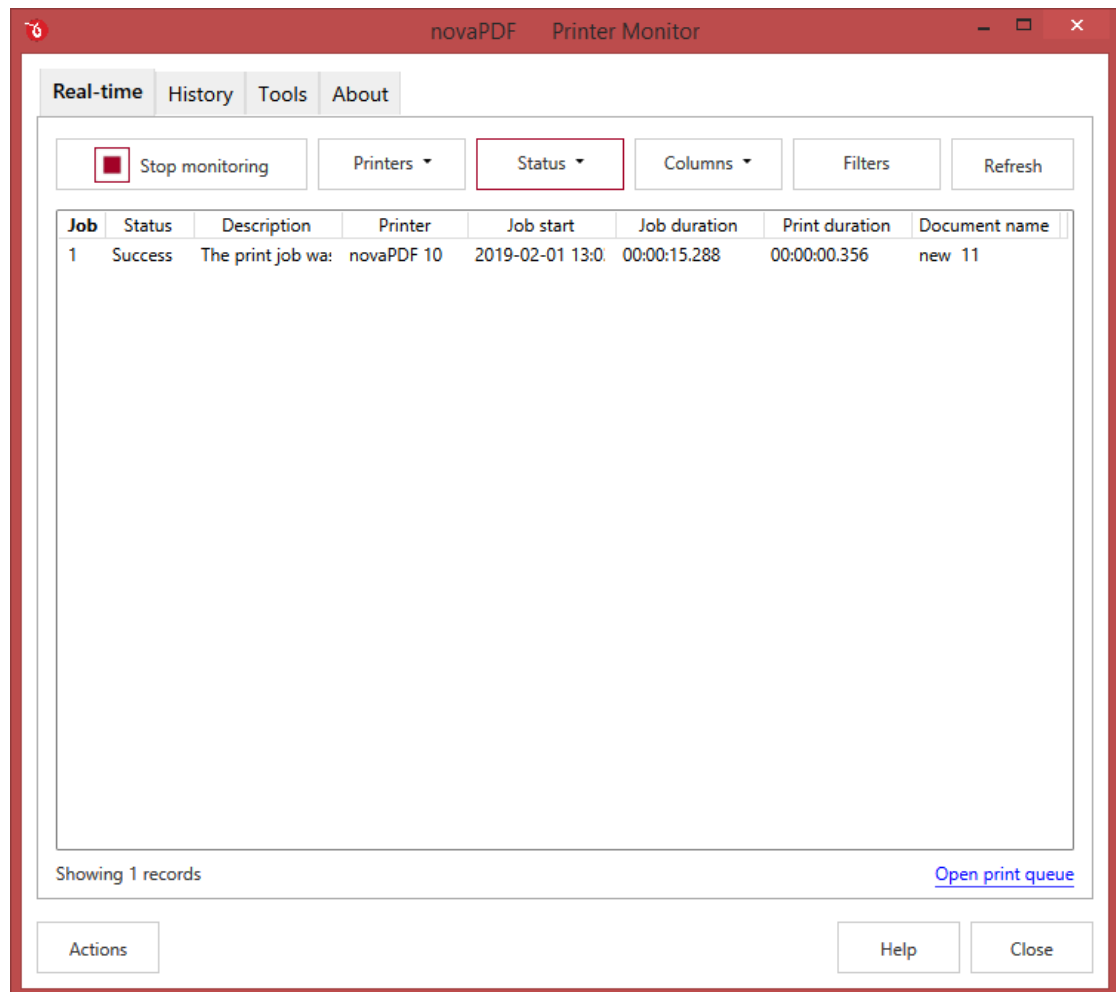 novaPDF Printer Monitor
Real-time History Tools About
Stop monitoring Printers Status Columns Filters Refresh
Job Status Description Printer Job start Job duration Print duration Document name
1 Success The print job was novaPDF 10 2019-02-01 13:0 00:00:15.288 00:00:00.356 new 11
Showing 1 records Open print queue
Actions Help Close